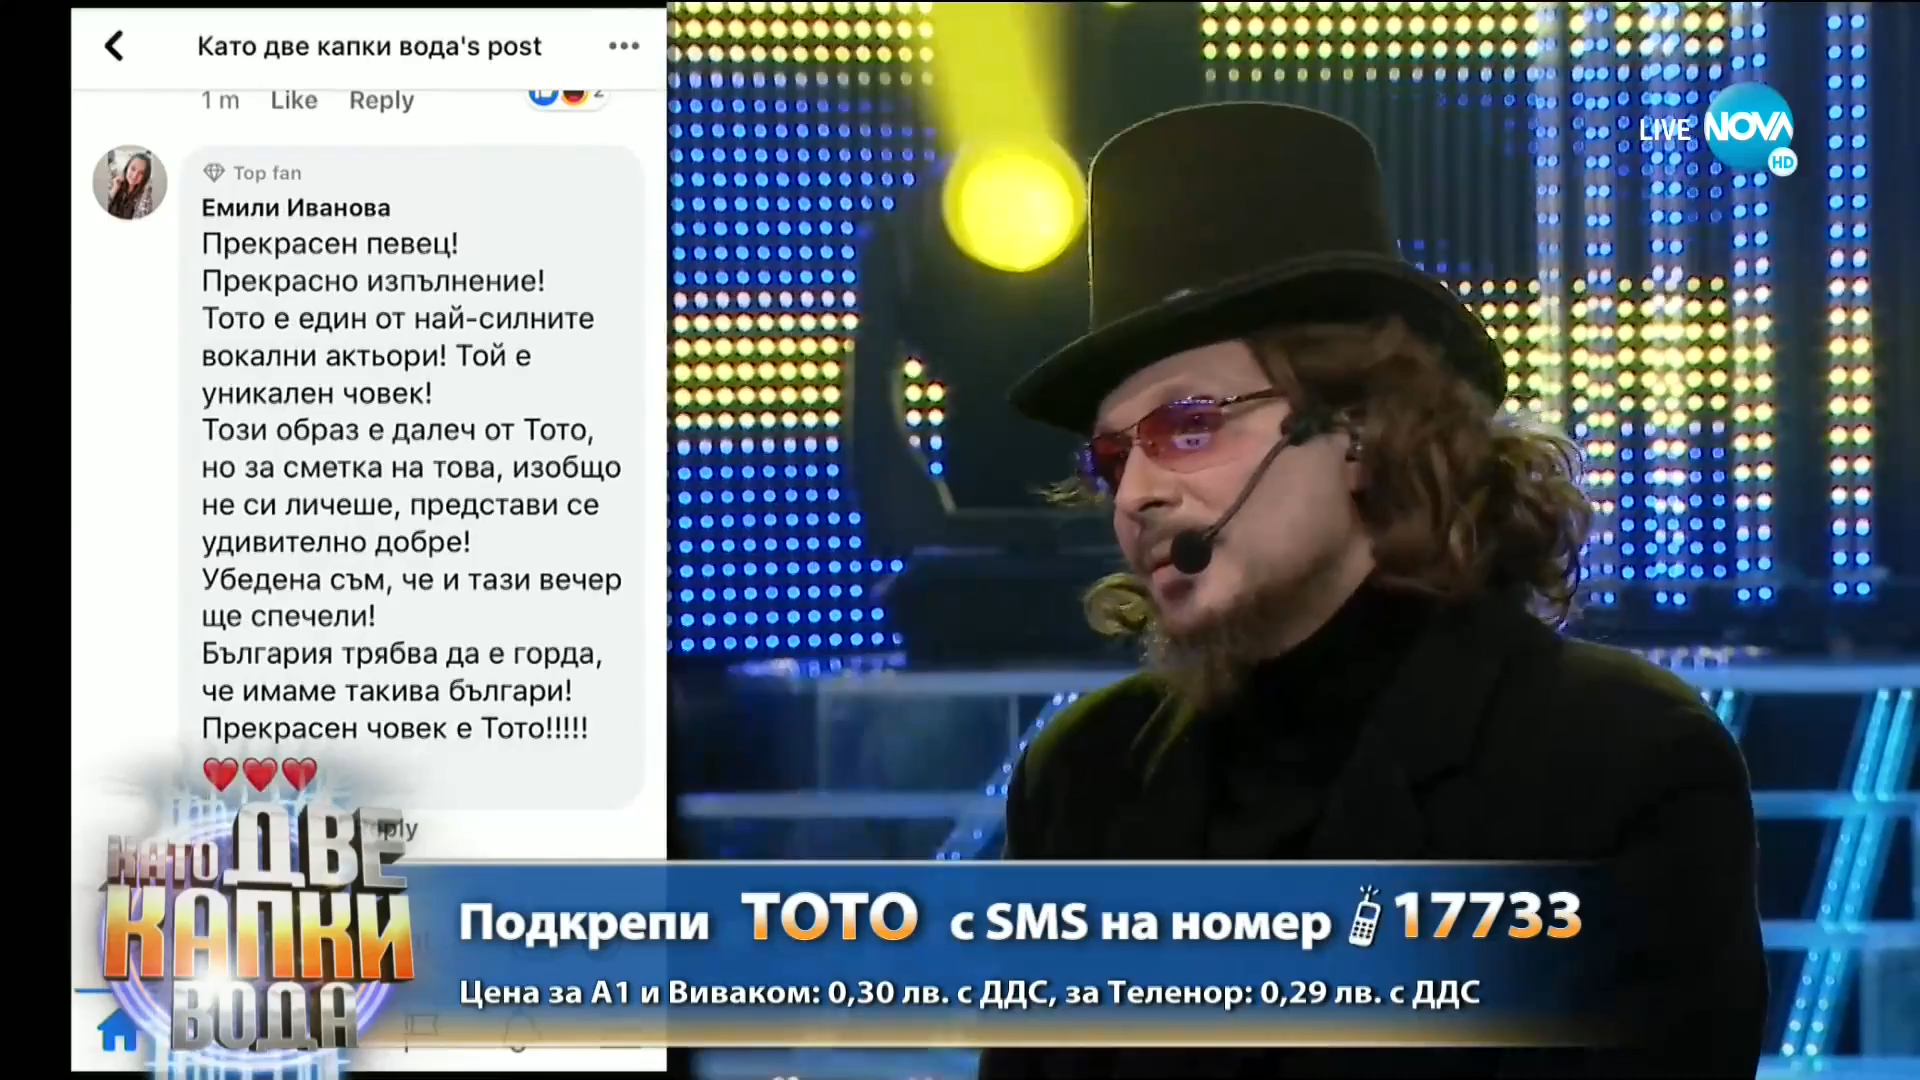 Като две капки вода's post
1 m Like Reply 2
Top fan
Емили Иванова
Прекрасен певец!
Прекрасно изпълнение!
Тото е един от най-силните
вокални актьори! Той е
уникален човек!
Този образ е далеч от Тото,
но за сметка на това, изобщо
не си личеше, представи се
удивително добре!
Убедена съм, че и тази вечер
ще спечели!
България трябва да е горда,
че имаме такива българи!
Прекрасен човек е Тото!!!!!
LIVE NOVA
HD
КАТО ДВЕ
КАПКИ
ВОДА
Подкрепи ТОТО с SMS на номер 17733
Цена за А1 и Виваком: 0,30 лв. с ДДС, за Теленор: 0,29 лв. с ДДС